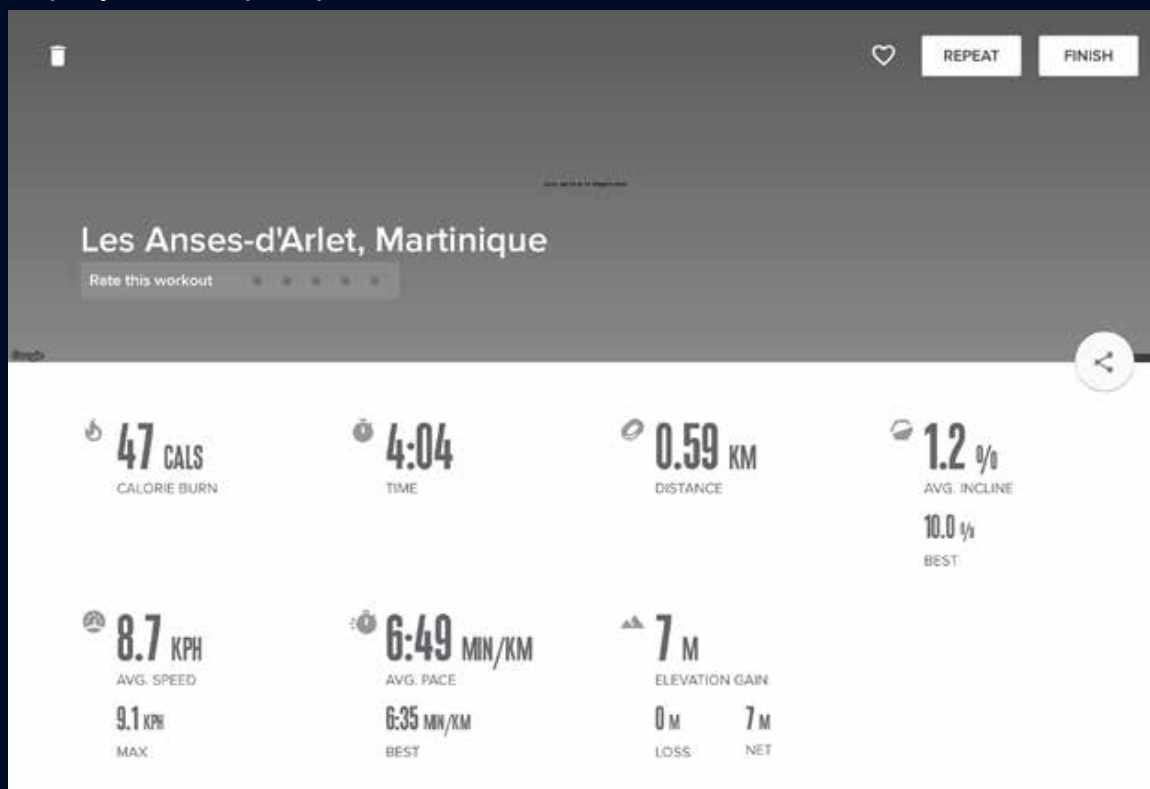 REPEAT
FINISH
Les Anses-d'Arlet, Martinique
Rate this workout
47 CALS
CALORIE BURN
4:04
TIME
0.59 KM
DISTANCE
1.2 %
AVG. INCLINE
10.0 %
BEST
8.7 KPH
AVG. SPEED
9.1 KPH
MAX
6:49 MIN/KM
AVG. PACE
6:35 MIN/KM
BEST
7 M
ELEVATION GAIN
0 M
LOSS
7 M
NET